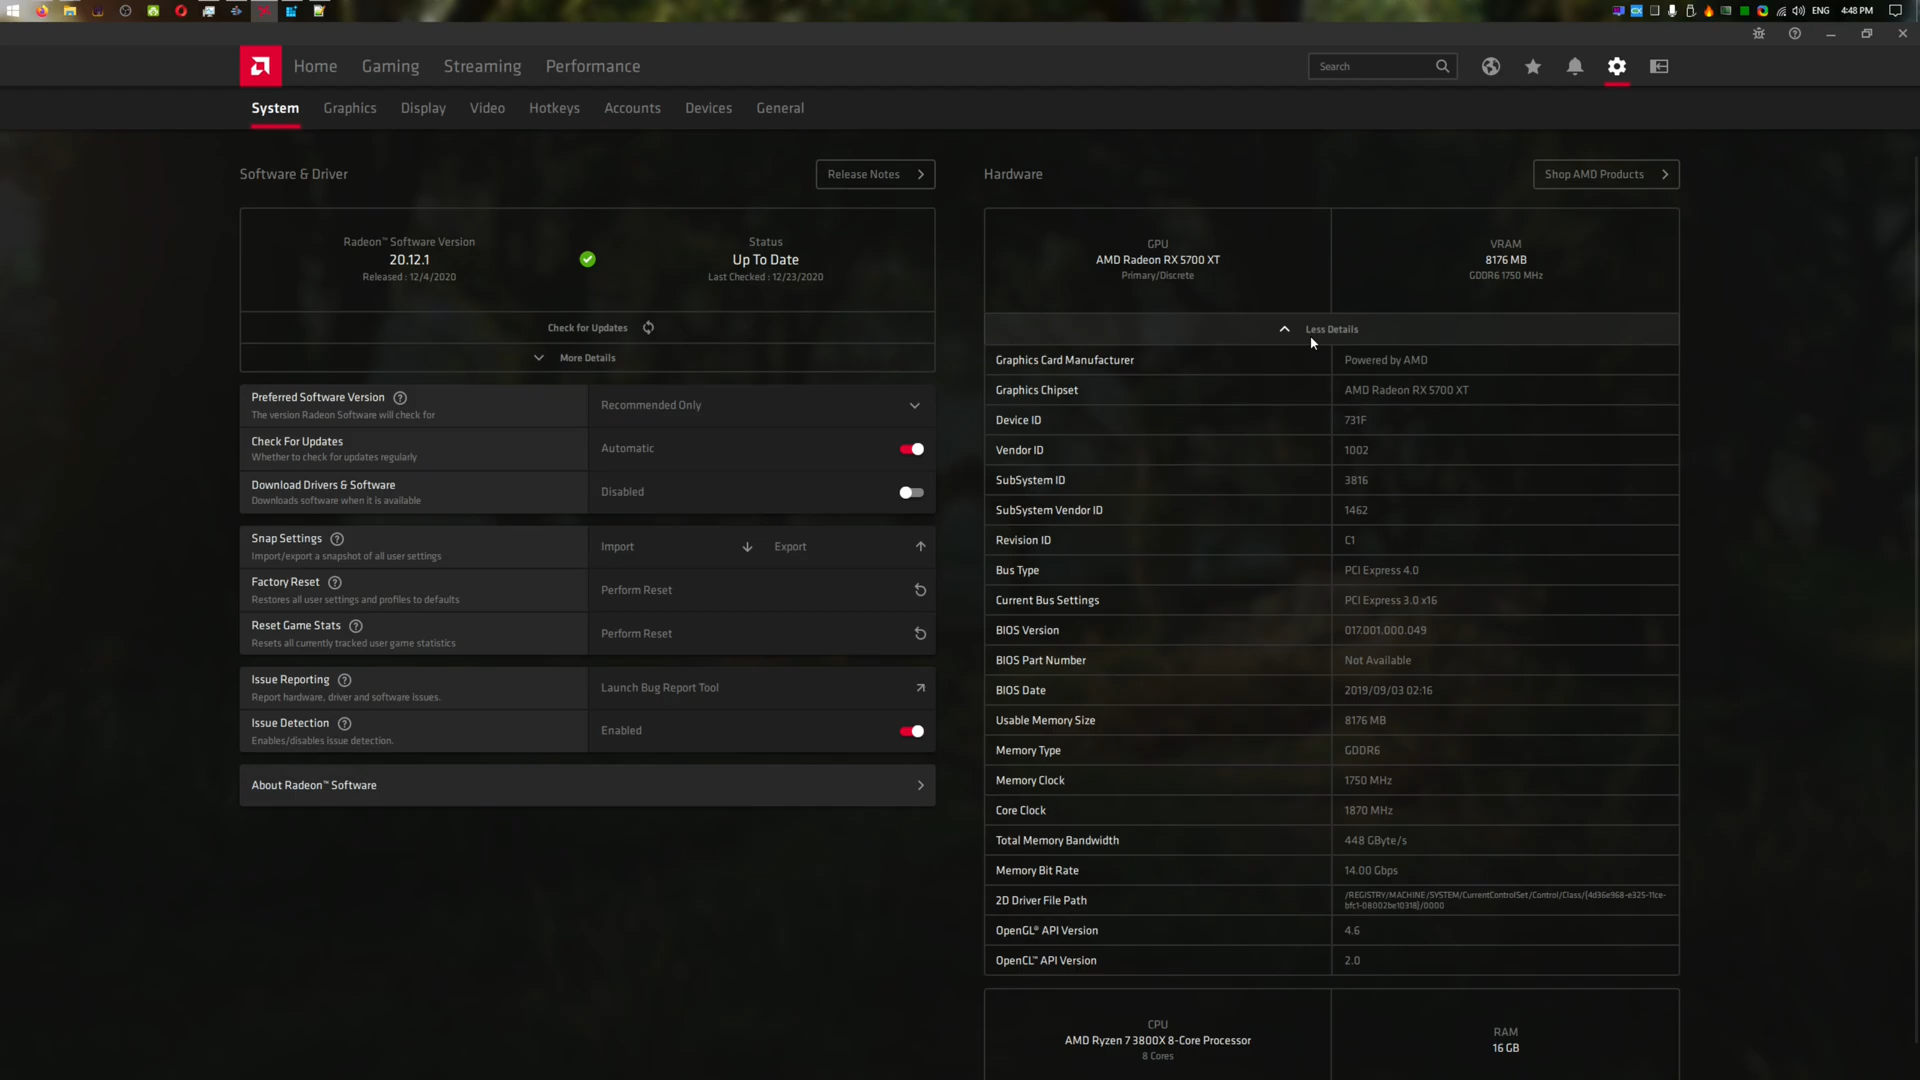 ENG 4:48 PM
Home Gaming Streaming Performance
Search
System Graphics Display Video Hotkeys Accounts Devices General
Software & Driver
Release Notes
Radeon™ Software Version
20.12.1
Released : 12/4/2020
Status
Up To Date
Last Checked : 12/23/2020
Check for Updates
More Details
Preferred Software Version
The version Radeon Software will check for
Recommended Only
Check For Updates
Whether to check for updates regularly
Automatic
Download Drivers & Software
Downloads software when it is available
Disabled
Snap Settings
Import/export a snapshot of all user settings
Import Export
Factory Reset
Restores all user settings and profiles to defaults
Perform Reset
Reset Game Stats
Resets all currently tracked user game statistics
Perform Reset
Issue Reporting
Report hardware, driver and software issues.
Launch Bug Report Tool
Issue Detection
Enables/disables issue detection.
Enabled
About Radeon™ Software
Hardware
Shop AMD Products
GPU
AMD Radeon RX 5700 XT
Primary/Discrete
VRAM
8176 MB
GDDR6 1750 MHz
Less Details
Graphics Card Manufacturer Powered by AMD
Graphics Chipset AMD Radeon RX 5700 XT
Device ID 731F
Vendor ID 1002
SubSystem ID 3816
SubSystem Vendor ID 1462
Revision ID C1
Bus Type PCI Express 4.0
Current Bus Settings PCI Express 3.0 x16
BIOS Version 017.001.000.049
BIOS Part Number Not Available
BIOS Date 2019/09/03 02:16
Usable Memory Size 8176 MB
Memory Type GDDR6
Memory Clock 1750 MHz
Core Clock 1870 MHz
Total Memory Bandwidth 448 GByte/s
Memory Bit Rate 14.00 Gbps
2D Driver File Path /REGISTRY/MACHINE/SYSTEM/CurrentControlSet/Control/Class/{4d36e968-e325-11ce-
bfc1-08002be10318}/0000
OpenGL® API Version 4.6
OpenCL™ API Version 2.0
CPU
AMD Ryzen 7 3800X 8-Core Processor
8 Cores
RAM
16 GB